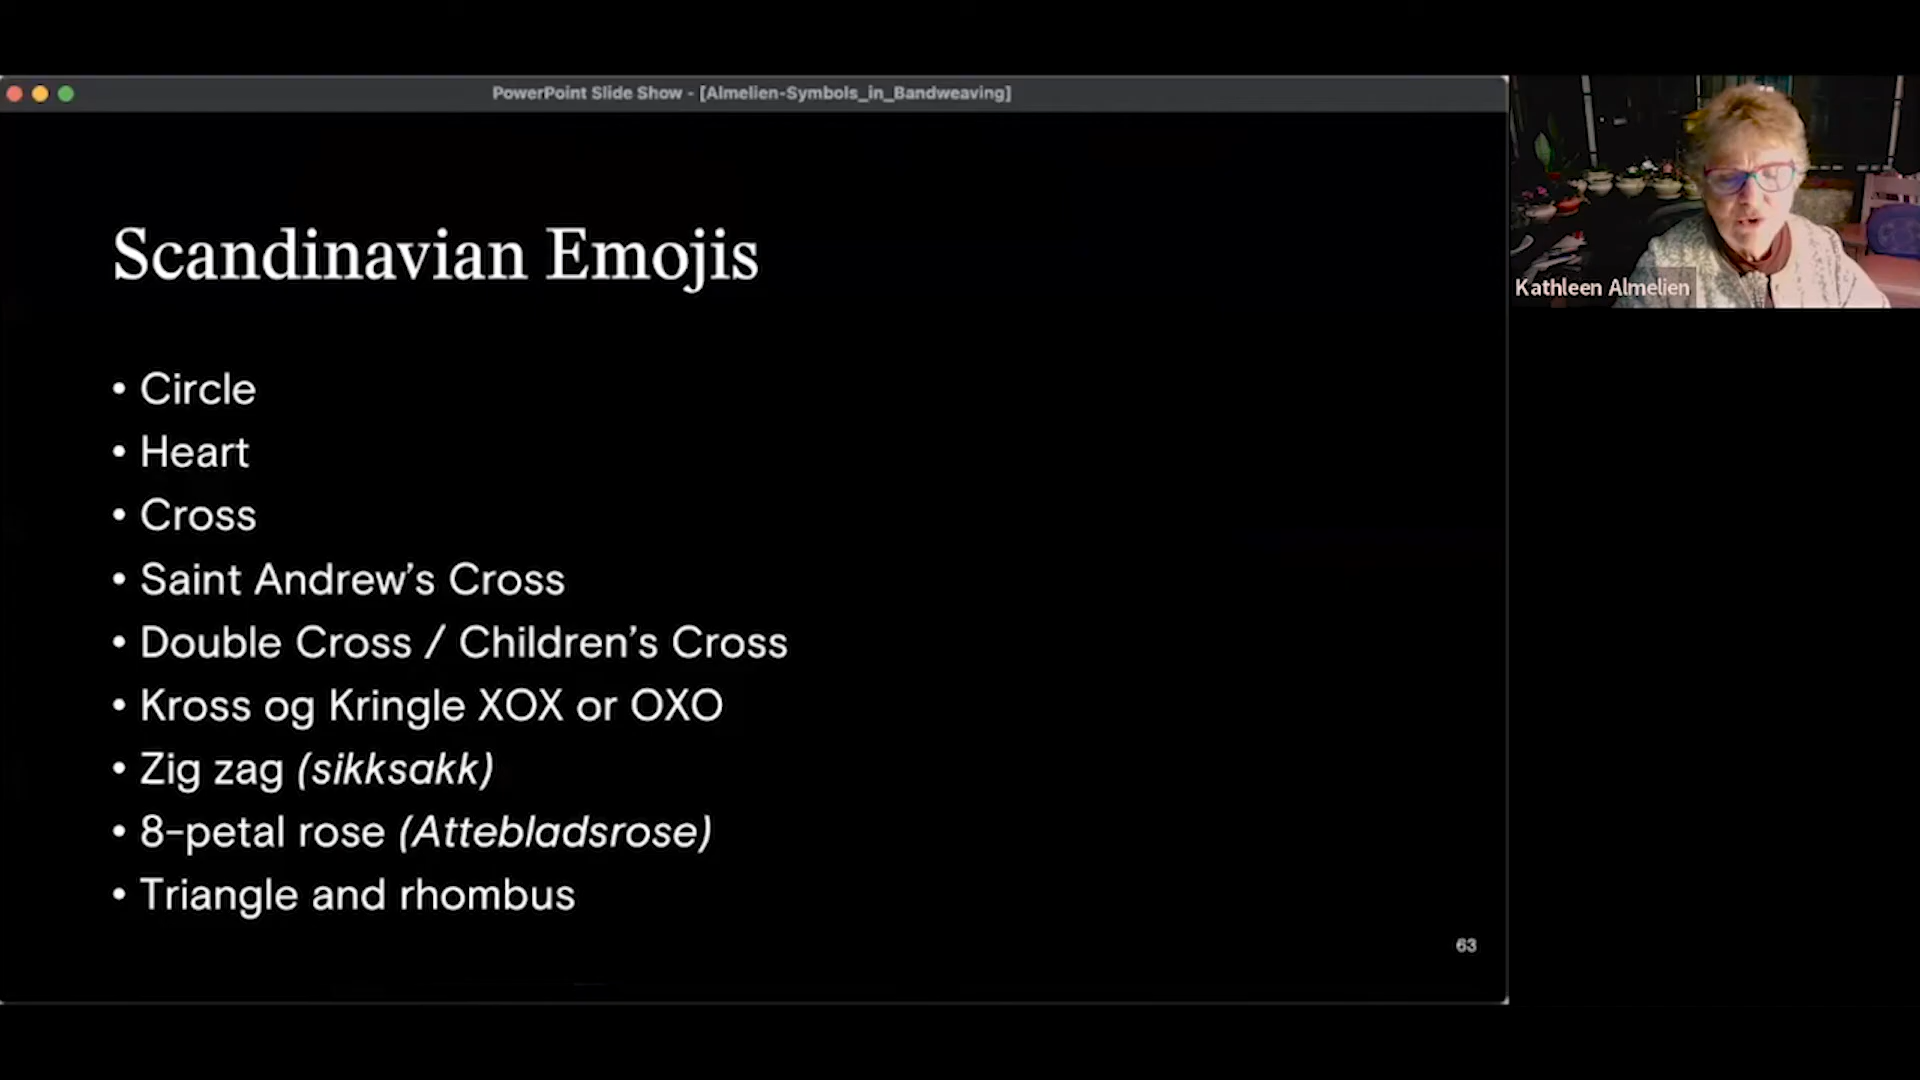 PowerPoint Slide Show - [Almelien-Symbols_in_Bandweaving]
Scandinavian Emojis
• Circle
• Heart
• Cross
• Saint Andrew's Cross
• Double Cross / Children's Cross
• Kross og Kringle XOX or OXO
• Zig zag (sikksakk)
• 8-petal rose (Attebladsrose)
• Triangle and rhombus
63
Kathleen Almelien